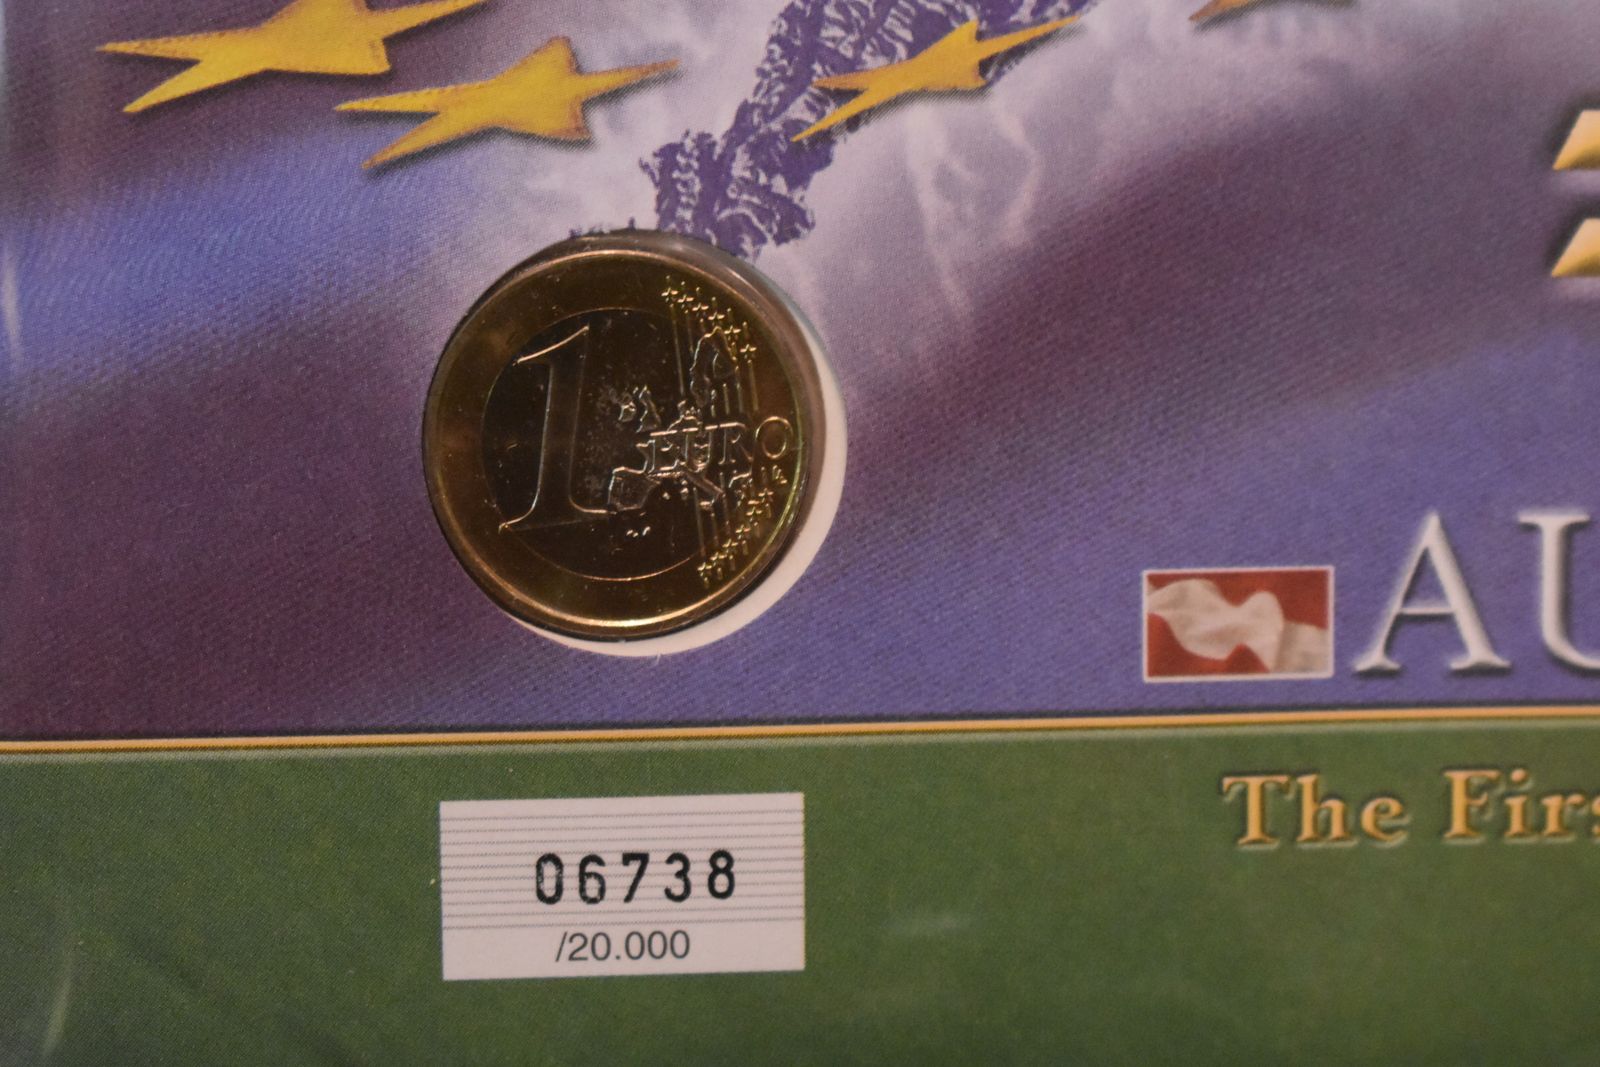 1
EURO
AU
The Firs
06738
/20.000